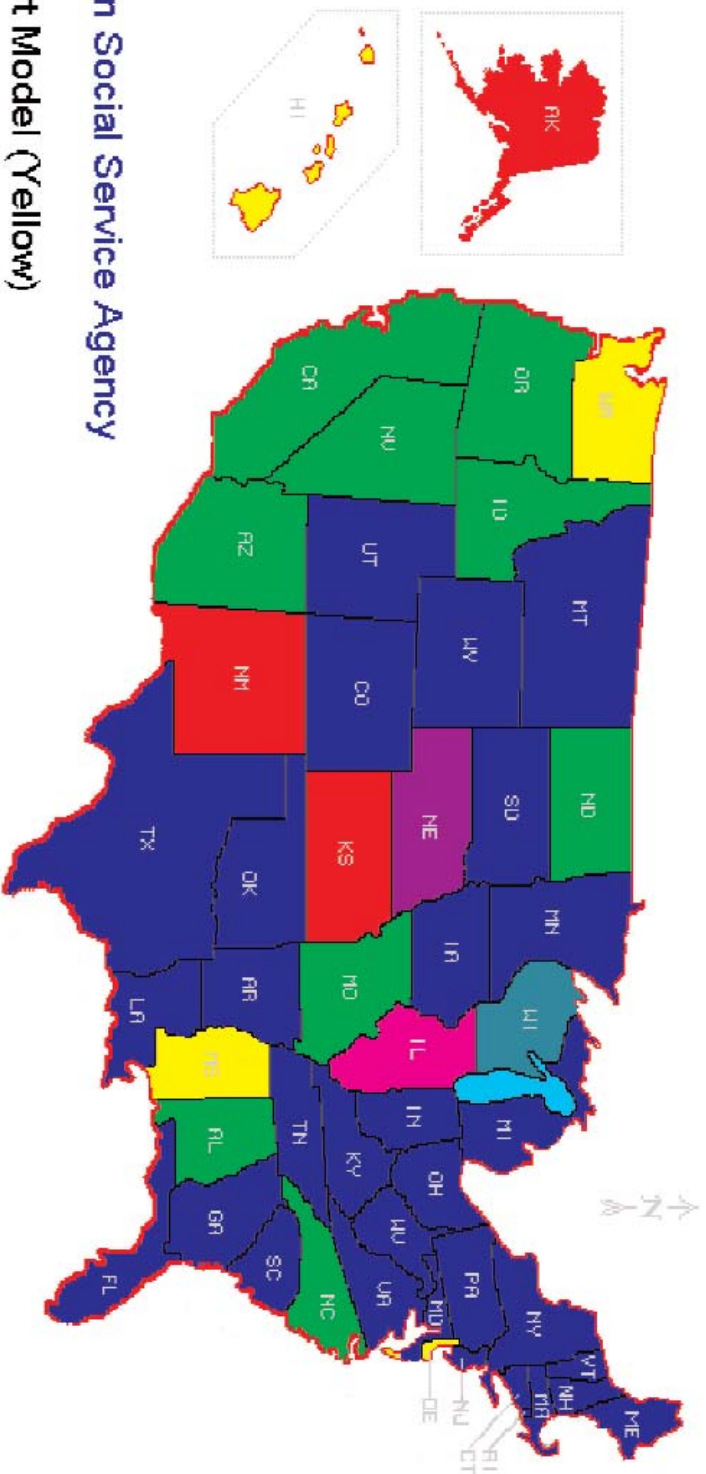 N
ME
WA
MT
ND
VT
NH
MN
MA
AK
OR
ID
SD
WI
MI
NY
RI
CT
WY
NE
IA
PA
NJ
DE
IL
IN
OH
MD
NV
UT
CO
KS
MO
KY
WV
VA
CA
HI
AZ
NM
OK
AR
TN
NC
SC
MS
AL
GA
TX
LA
FL
n Social Service Agency
t Model (Yellow)